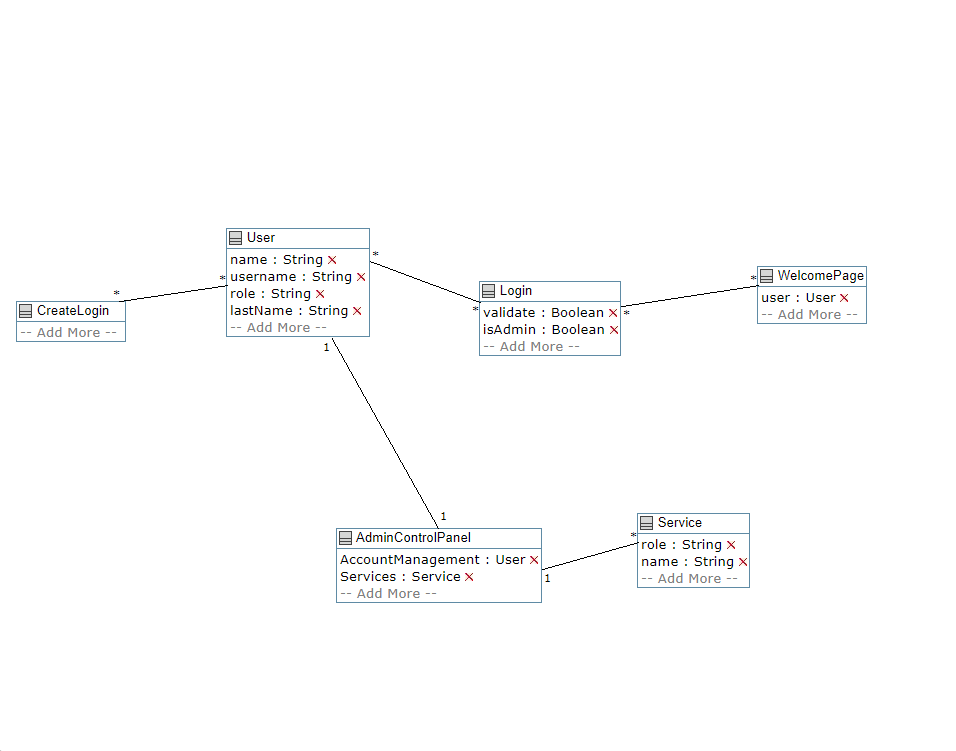 User
name : String
username : String
role : String
lastName : String
-- Add More --
*
*
CreateLogin
-- Add More --
*
*
Login
validate : Boolean
isAdmin : Boolean
-- Add More --
*
*
WelcomePage
user : User
-- Add More --
1
1
AdminControlPanel
AccountManagement : User
Services : Service
-- Add More --
1
*
Service
role : String
name : String
-- Add More --